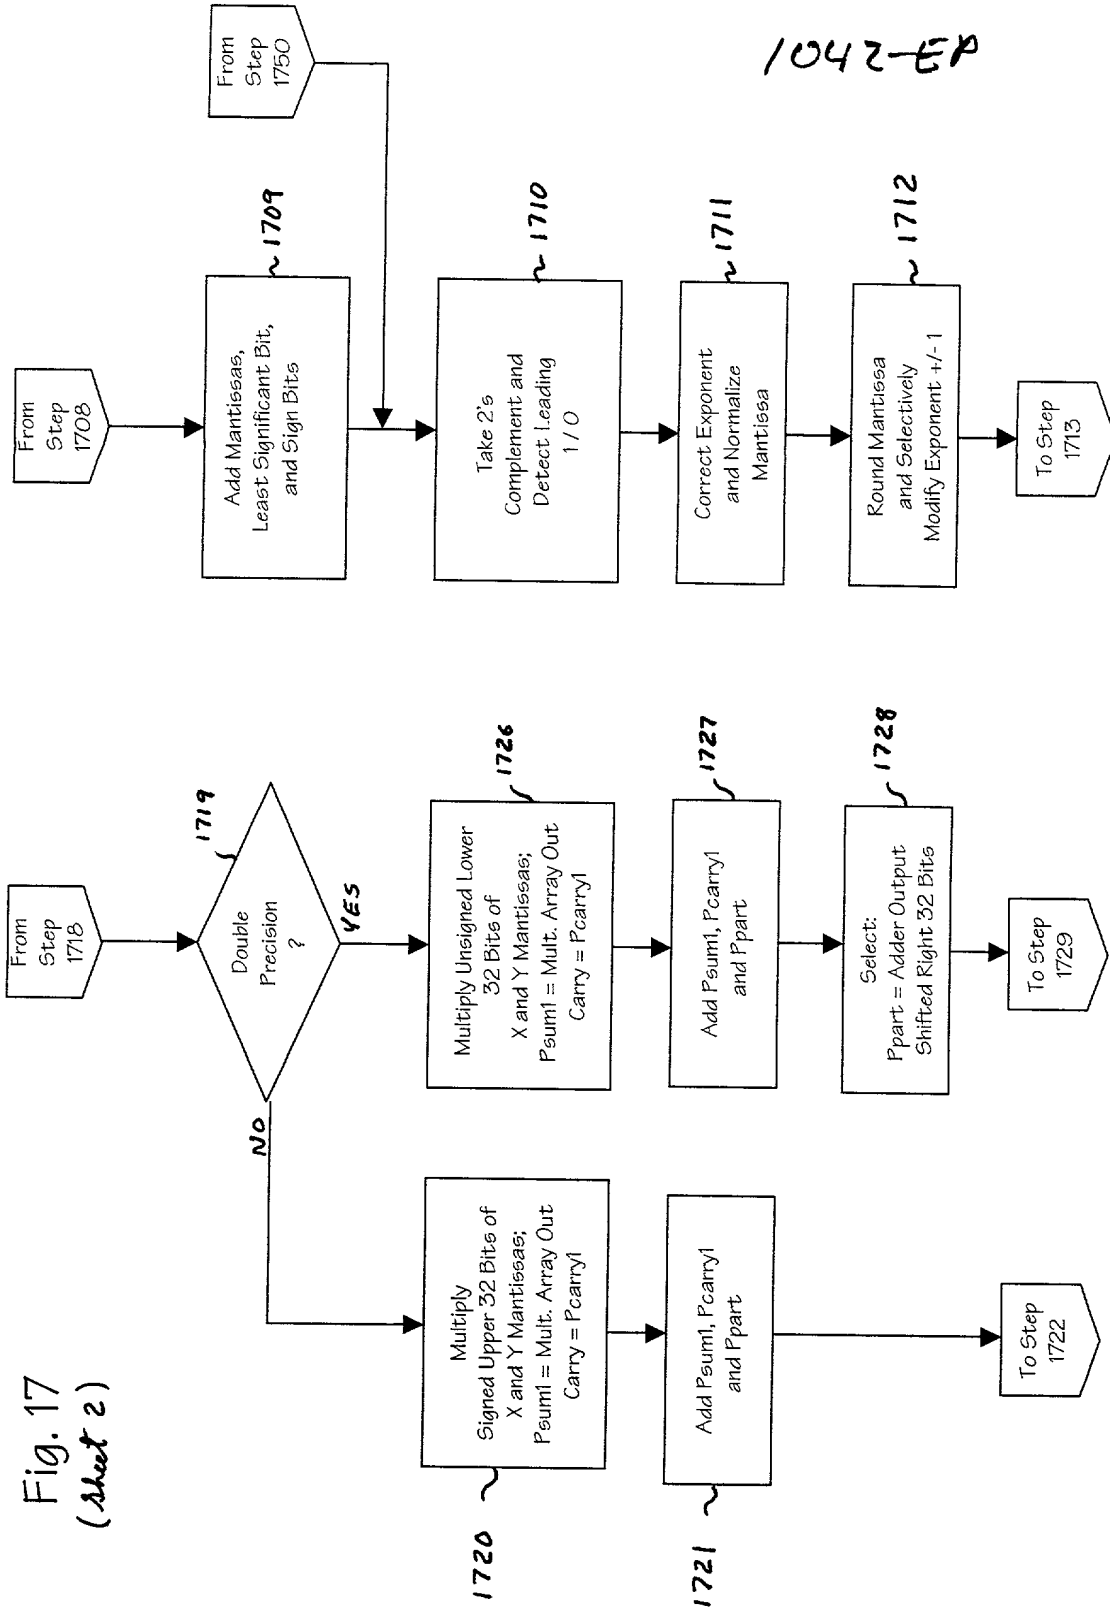 Fig. 17
(sheet 2)
1042-EP
From
Step
1718
1719
Double
Precision
?
NO
YES
1720
Multiply
Signed Upper 32 Bits of
X and Y Mantissas;
Psum1 = Mult. Array Out
Carry = Pcarry1
1721
Add Psum1, Pcarry1
and Ppart
To Step
1722
1726
Multiply Unsigned Lower
32 Bits of
X and Y Mantissas;
Psum1 = Mult. Array Out
Carry = Pcarry1
1727
Add Psum1, Pcarry1
and Ppart
1728
Select:
Ppart = Adder Output
Shifted Right 32 Bits
To Step
1729
From
Step
1708
1709
Add Mantissas,
Least Significant Bit,
and Sign Bits
From
Step
1750
1710
Take 2's
Complement and
Detect Leading
1 / 0
1711
Correct Exponent
and Normalize
Mantissa
1712
Round Mantissa
and Selectively
Modify Exponent +/- 1
To Step
1713